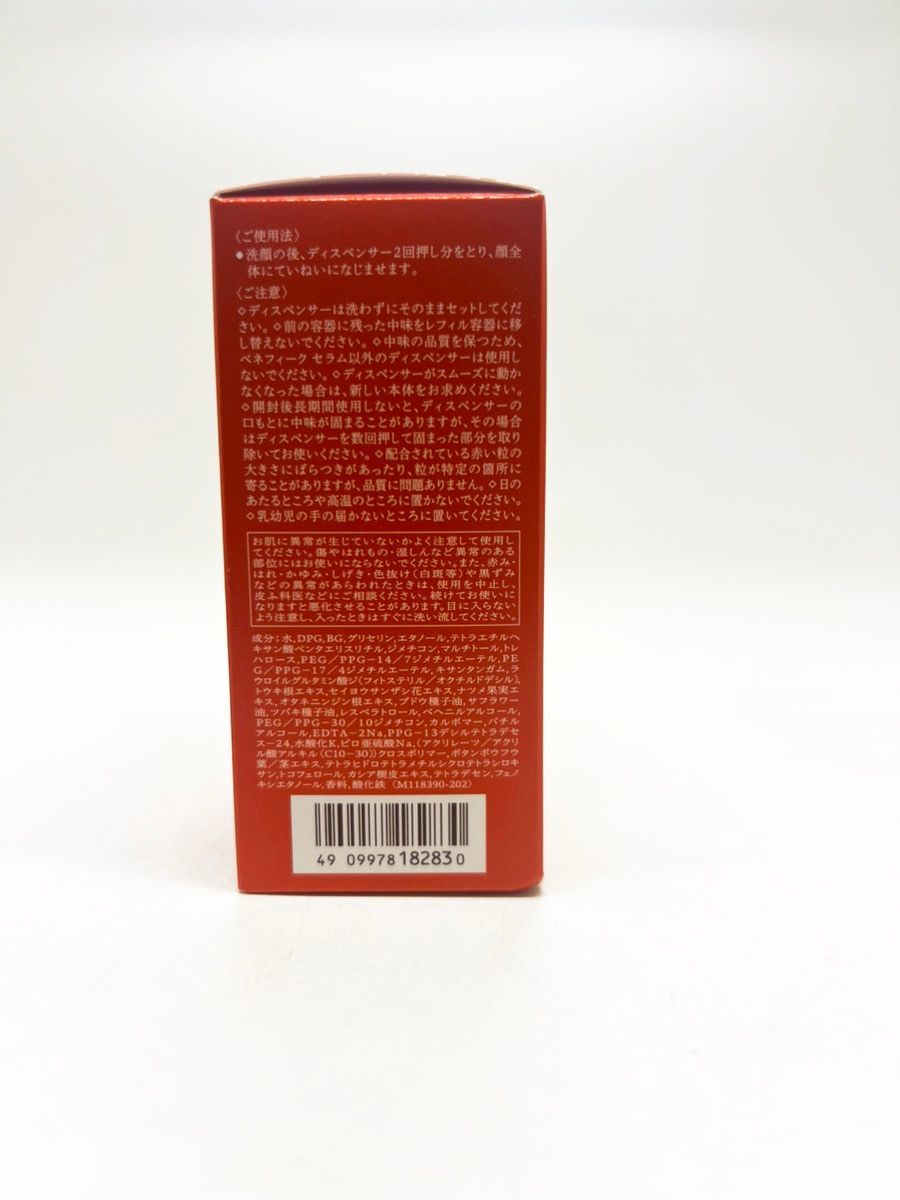 〈ご使用法〉
●洗顔の後、ディスペンサー2回押し分をとり、顔全
体にていねいになじませます。
〈ご注意〉
◇ディスペンサーは洗わずにそのままセットしてくだ
さい。◇前の容器に残った中味をレフィル容器に移
し替えないでください。◇中味の品質を保つため、
ベネフィーク セラム以外のディスペンサーは使用し
ないでください。◇ディスペンサーがスムーズに動か
なくなった場合は、新しい本体をお求めください。
◇開封後長期間使用しないと、ディスペンサーの
口もとに中味が固まることがありますが、その場合
はディスペンサーを数回押して固まった部分を取り
除いてお使いください。◇配合されている赤い粒の
大きさにばらつきがあったり、粒が特定の箇所に
寄ることがありますが、品質に問題ありません。◇日の
あたるところや高温のところに置かないでください。
◇乳幼児の手の届かないところに置いてください。
お肌に異常が生じていないかよく注意して使用し
てください。傷やはれもの・湿しんなど異常のある
部位にはお使いにならないでください。また、赤み・
はれ・かゆみ・しげき・色抜け(白斑等)や黒ずみ
などの異常があらわれたときは、使用を中止し、
皮ふ科医などにご相談ください。続けてお使いに
なりますと悪化させることがあります。目に入らない
よう注意し、入ったときはすぐに洗い流してください。
成分：水,DPG,BG,グリセリン,エタノール,テトラエチルヘ
キサン酸ペンタエリスリチル,ジメチコン,マルチトール,トレ
ハロース,PEG/PPG-14/7ジメチルエーテル,PE
G/PPG-17/4ジメチルエーテル,キサンタンガム,ラ
ウロイルグルタミン酸ジ(フィトステリル/オクチルドデシル),
トウキ根エキス,セイヨウサンザシ花エキス,ナツメ果実エ
キス,オタネニンジン根エキス,ブドウ種子油,サフラワー
油,ツバキ種子油,レスベラトロール,ベヘニルアルコール,
PEG/PPG-30/10ジメチコン,カルボマー,バチル
アルコール,EDTA-2Na,PPG-13デシルテトラデセ
ス-24,水酸化K,ピロ亜硫酸Na,(アクリレーツ/アクリ
ル酸アルキル(C10-30))クロスポリマー,ボタンボウフウ
葉/茎エキス,テトラヒドロテトラメチルシクロテトラシロキ
サン,トコフェロール,カシア樹皮エキス,テトラデセン,フェノ
キシエタノール,香料,酸化鉄〈M118390-202〉
49 09978 18283 0